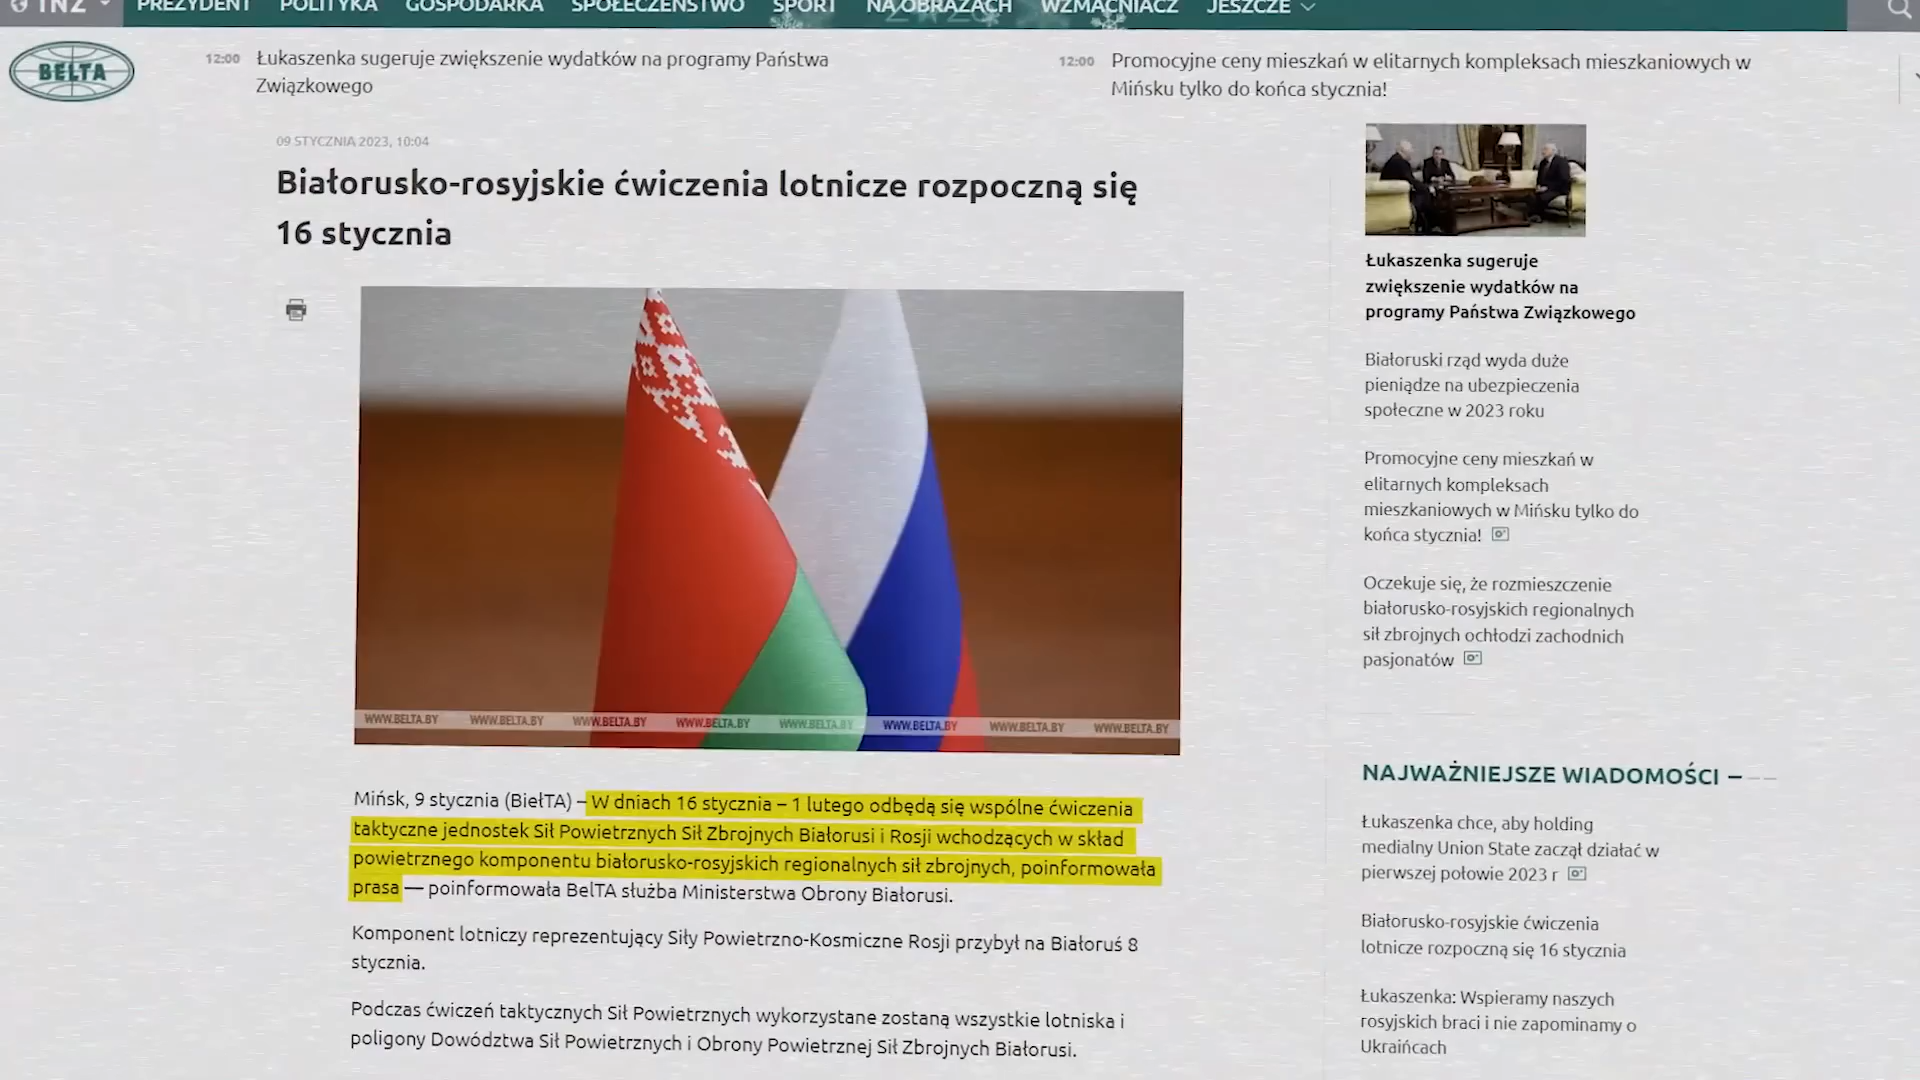 INZ
PREZYDENT POLITYKA GOSPODARKA SPOŁECZEŃSTWO SPORT NA OBRAZACH WZMACNIACZ JESZCZE
BELTA
12:00 Łukaszenka sugeruje zwiększenie wydatków na programy Państwa
Związkowego
12:00 Promocyjne ceny mieszkań w elitarnych kompleksach mieszkaniowych w
Mińsku tylko do końca stycznia!
09 STYCZNIA 2023, 10:04
Białorusko-rosyjskie ćwiczenia lotnicze rozpoczną się
16 stycznia
WWW.BELTA.BY WWW.BELTA.BY WWW.BELTA.BY WWW.BELTA.BY WWW.BELTA.BY WWW.BELTA.BY WWW.BELTA.BY WWW.BELTA.BY
Mińsk, 9 stycznia (BiełTA) – W dniach 16 stycznia – 1 lutego odbędą się wspólne ćwiczenia
taktyczne jednostek Sił Powietrznych Sił Zbrojnych Białorusi i Rosji wchodzących w skład
powietrznego komponentu białorusko-rosyjskich regionalnych sił zbrojnych, poinformowała
prasa — poinformowała BelTA służba Ministerstwa Obrony Białorusi.
Komponent lotniczy reprezentujący Siły Powietrzno-Kosmiczne Rosji przybył na Białoruś 8
stycznia.
Podczas ćwiczeń taktycznych Sił Powietrznych wykorzystane zostaną wszystkie lotniska i
poligony Dowództwa Sił Powietrznych i Obrony Powietrznej Sił Zbrojnych Białorusi.
Łukaszenka sugeruje
zwiększenie wydatków na
programy Państwa Związkowego
Białoruski rząd wyda duże
pieniądze na ubezpieczenia
społeczne w 2023 roku
Promocyjne ceny mieszkań w
elitarnych kompleksach
mieszkaniowych w Mińsku tylko do
końca stycznia!
Oczekuje się, że rozmieszczenie
białorusko-rosyjskich regionalnych
sił zbrojnych ochłodzi zachodnich
pasjonatów
NAJWAŻNIEJSZE WIADOMOŚCI
Łukaszenka chce, aby holding
medialny Union State zaczął działać w
pierwszej połowie 2023 r
Białorusko-rosyjskie ćwiczenia
lotnicze rozpoczną się 16 stycznia
Łukaszenka: Wspieramy naszych
rosyjskich braci i nie zapominamy o
Ukraińcach